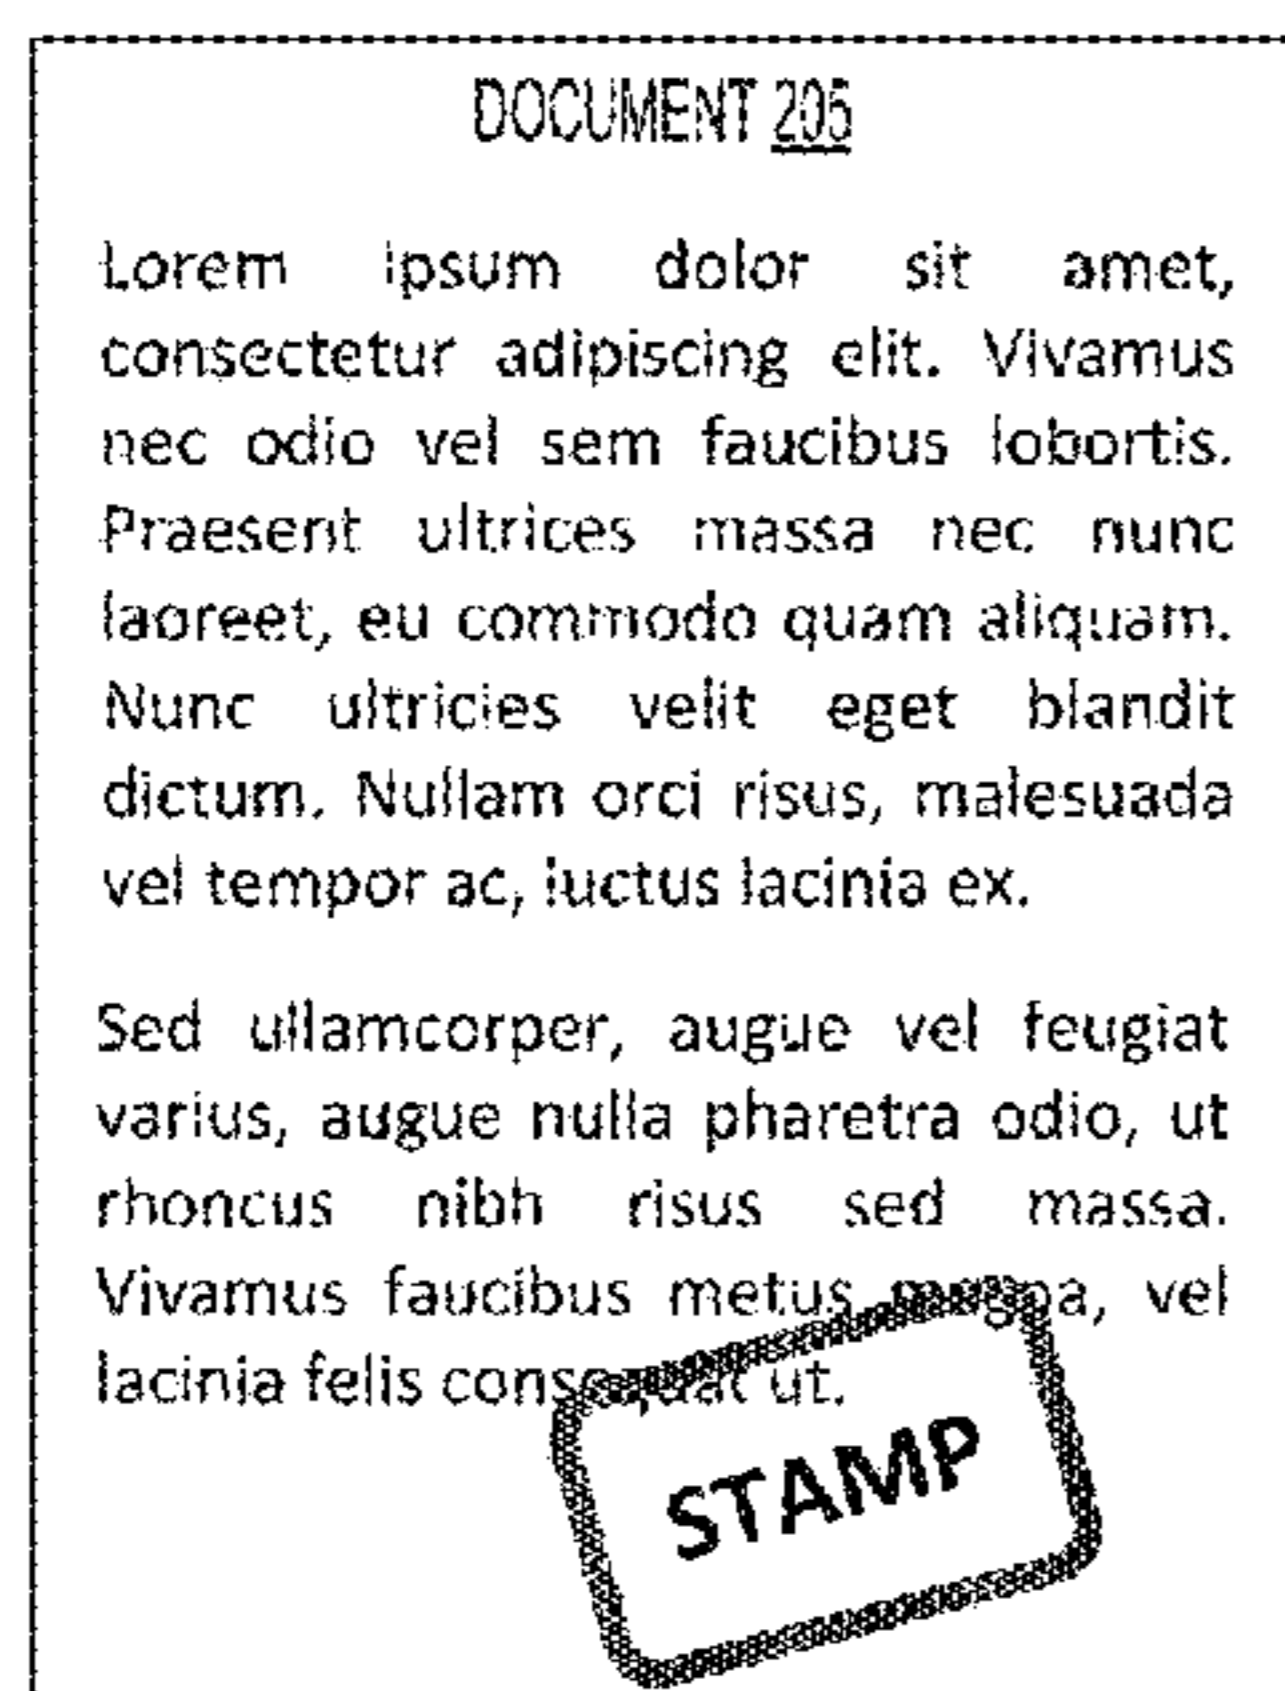 DOCUMENT 205
Lorem ipsum dolor sit amet,
consectetur adipiscing elit. Vivamus
nec odio vel sem faucibus lobortis.
Praesent ultrices massa nec nunc
laoreet, eu commodo quam aliquam.
Nunc ultricies velit eget blandit
dictum. Nullam orci risus, malesuada
vel tempor ac, luctus lacinia ex.
Sed ullamcorper, augue vel feugiat
varius, augue nulla pharetra odio, ut
rhoncus nibh risus sed massa.
Vivamus faucibus metus magna, vel
lacinia felis consequat ut.
STAMP